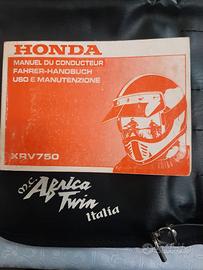 HONDA
MANUEL DU CONDUCTEUR
FAHRER-HANDBUCH
USO E MANUTENZIONE
XRV750
M.C. Africa
Twin
Italia